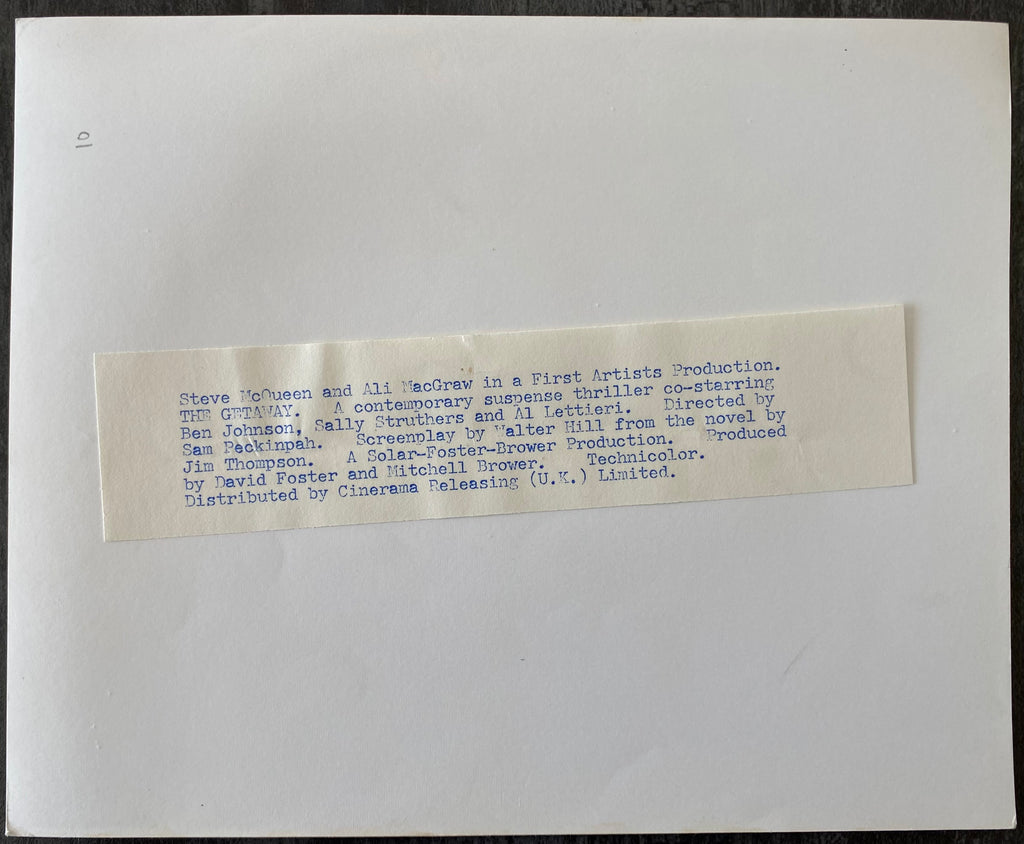 10
Steve McQueen and Ali MacGraw in a First Artists Production.
THE GETAWAY. A contemporary suspense thriller co-starring
Ben Johnson, Sally Struthers and Al Lettieri. Directed by
Sam Peckinpah. Screenplay by Walter Hill from the novel by
Jim Thompson. A Solar-Foster-Brower Production. Produced
by David Foster and Mitchell Brower. Technicolor.
Distributed by Cinerama Releasing (U.K.) Limited.